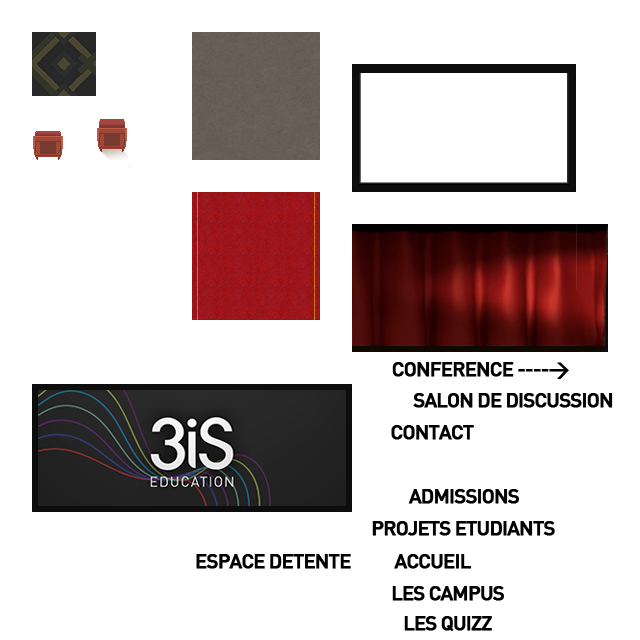 CONFERENCE ----->
SALON DE DISCUSSION
CONTACT
3iS
EDUCATION
ADMISSIONS
PROJETS ETUDIANTS
ESPACE DETENTE
ACCUEIL
LES CAMPUS
LES QUIZZ